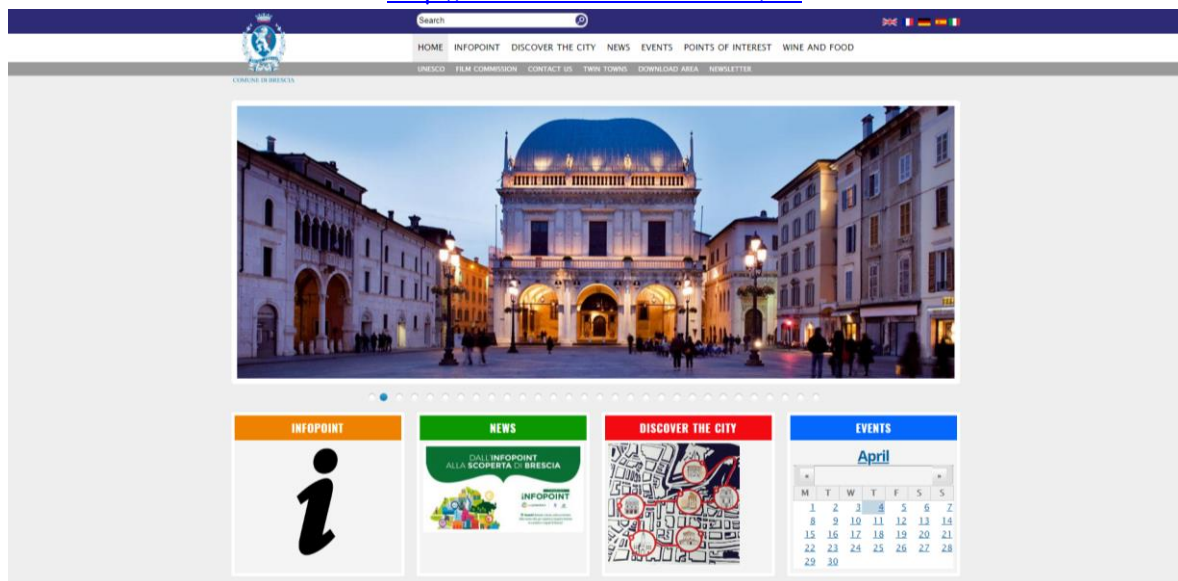 Search
HOME INFOPOINT DISCOVER THE CITY NEWS EVENTS POINTS OF INTEREST WINE AND FOOD
UNESCO FILM COMMISSION CONTACT US TWIN TOWNS DOWNLOAD AREA NEWSLETTER
COMUNE DI BRESCIA
INFOPOINT
NEWS
DALL'INFOPOINT
ALLA SCOPERTA DI BRESCIA
INFOPOINT
DISCOVER THE CITY
EVENTS
April
« »
M T W T F S S
1 2 3 4 5 6 7
8 9 10 11 12 13 14
15 16 17 18 19 20 21
22 23 24 25 26 27 28
29 30